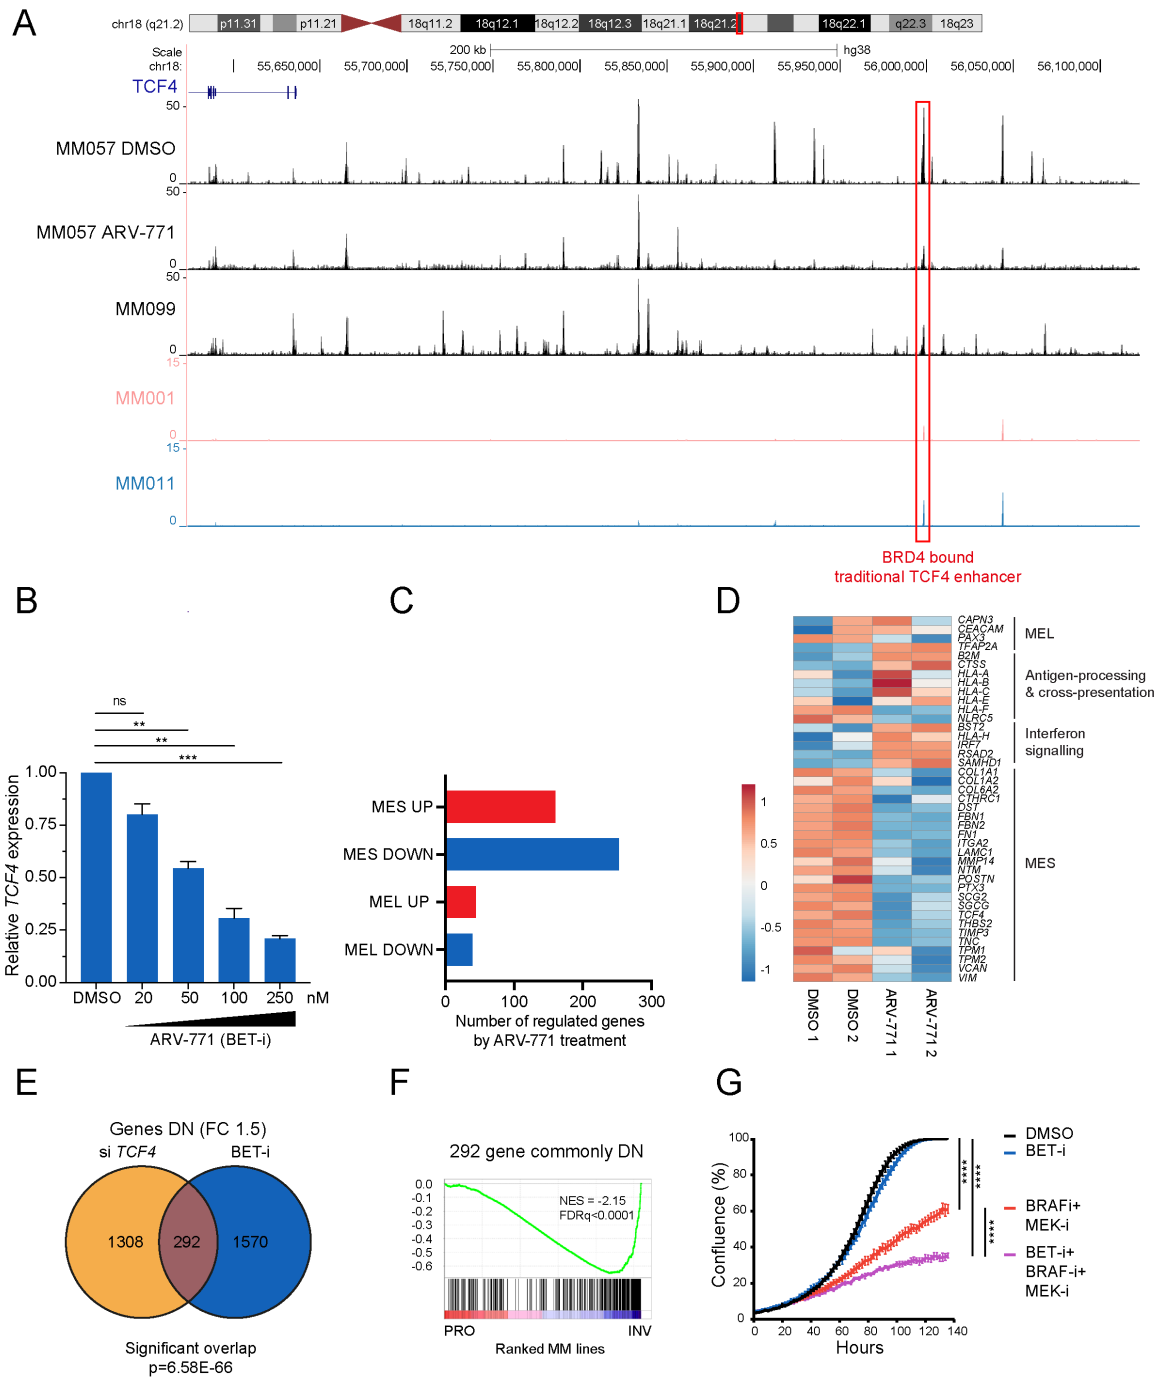 A
chr18 (q21.2)
p11.31
p11.21
18q11.2
18q12.1
18q12.2
18q12.3
18q21.1
18q21.2
18q22.1
q22.3
18q23
Scale
200 kb
hg38
chr18:
55,650,000
55,700,000
55,750,000
55,800,000
55,850,000
55,900,000
55,950,000
56,000,000
56,050,000
56,100,000
TCF4
50
MM057 DMSO
0
50
MM057 ARV-771
0
50
MM099
0
15
MM001
0
15
MM011
0
BRD4 bound
traditional TCF4 enhancer
B
ns
**
**
***
Relative TCF4 expression
1.00
0.75
0.50
0.25
0.00
DMSO 20 50 100 250 nM
ARV-771 (BET-i)
C
MES UP
MES DOWN
MEL UP
MEL DOWN
0 100 200 300
Number of regulated genes
by ARV-771 treatment
D
1
0.5
0
-0.5
-1
CAPN3
CEACAM
PAX3
TFAP2A
B2M
CTSS
HLA-A
HLA-B
HLA-C
HLA-E
HLA-F
NLRC5
BST2
HLA-H
IRF7
RSAD2
SAMHD1
COL1A1
COL1A2
COL6A2
CTHRC1
DST
FBN1
FBN2
FN1
ITGA2
LAMC1
MMP14
NTM
POSTN
PTX3
SCG2
SGCG
TCF4
THBS2
TIMP3
TNC
TPM1
TPM2
VCAN
VIM
MEL
Antigen-processing
& cross-presentation
Interferon
signalling
MES
DMSO 1
DMSO 2
ARV-771 1
ARV-771 2
E
Genes DN (FC 1.5)
si TCF4
BET-i
1308
292
1570
Significant overlap
p=6.58E-66
F
292 gene commonly DN
0.0
-0.1
-0.2
-0.3
-0.4
-0.5
-0.6
NES = -2.15
FDRq<0.0001
PRO
INV
Ranked MM lines
G
Confluence (%)
100
80
60
40
20
0
0 20 40 60 80 100 120 140
Hours
****
****
****
DMSO
BET-i
BRAFi+
MEK-i
BET-i+
BRAF-i+
MEK-i